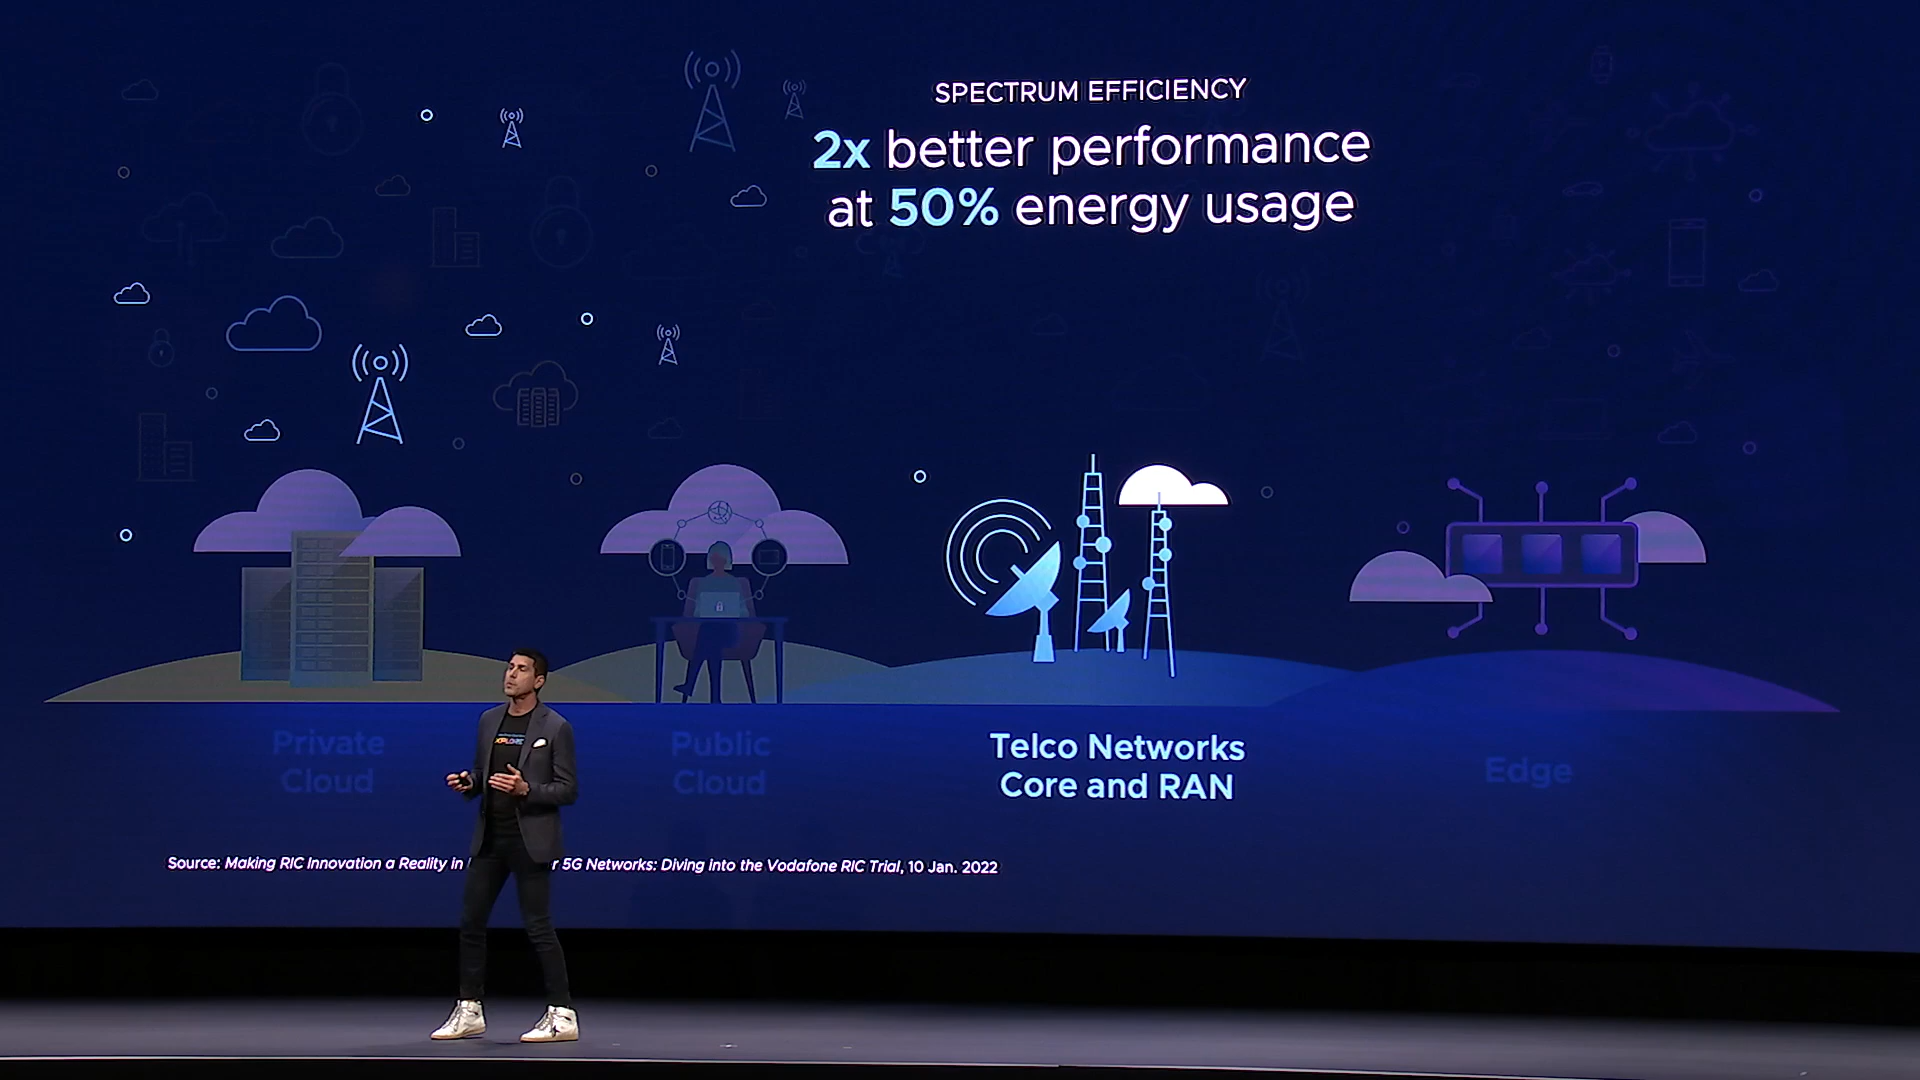 SPECTRUM EFFICIENCY
2x better performance
at 50% energy usage
Private
Cloud
Public
Cloud
Telco Networks
Core and RAN
Edge
Source: Making RIC Innovation a Reality in 5G Networks: Diving into the Vodafone RIC Trial, 10 Jan. 2022